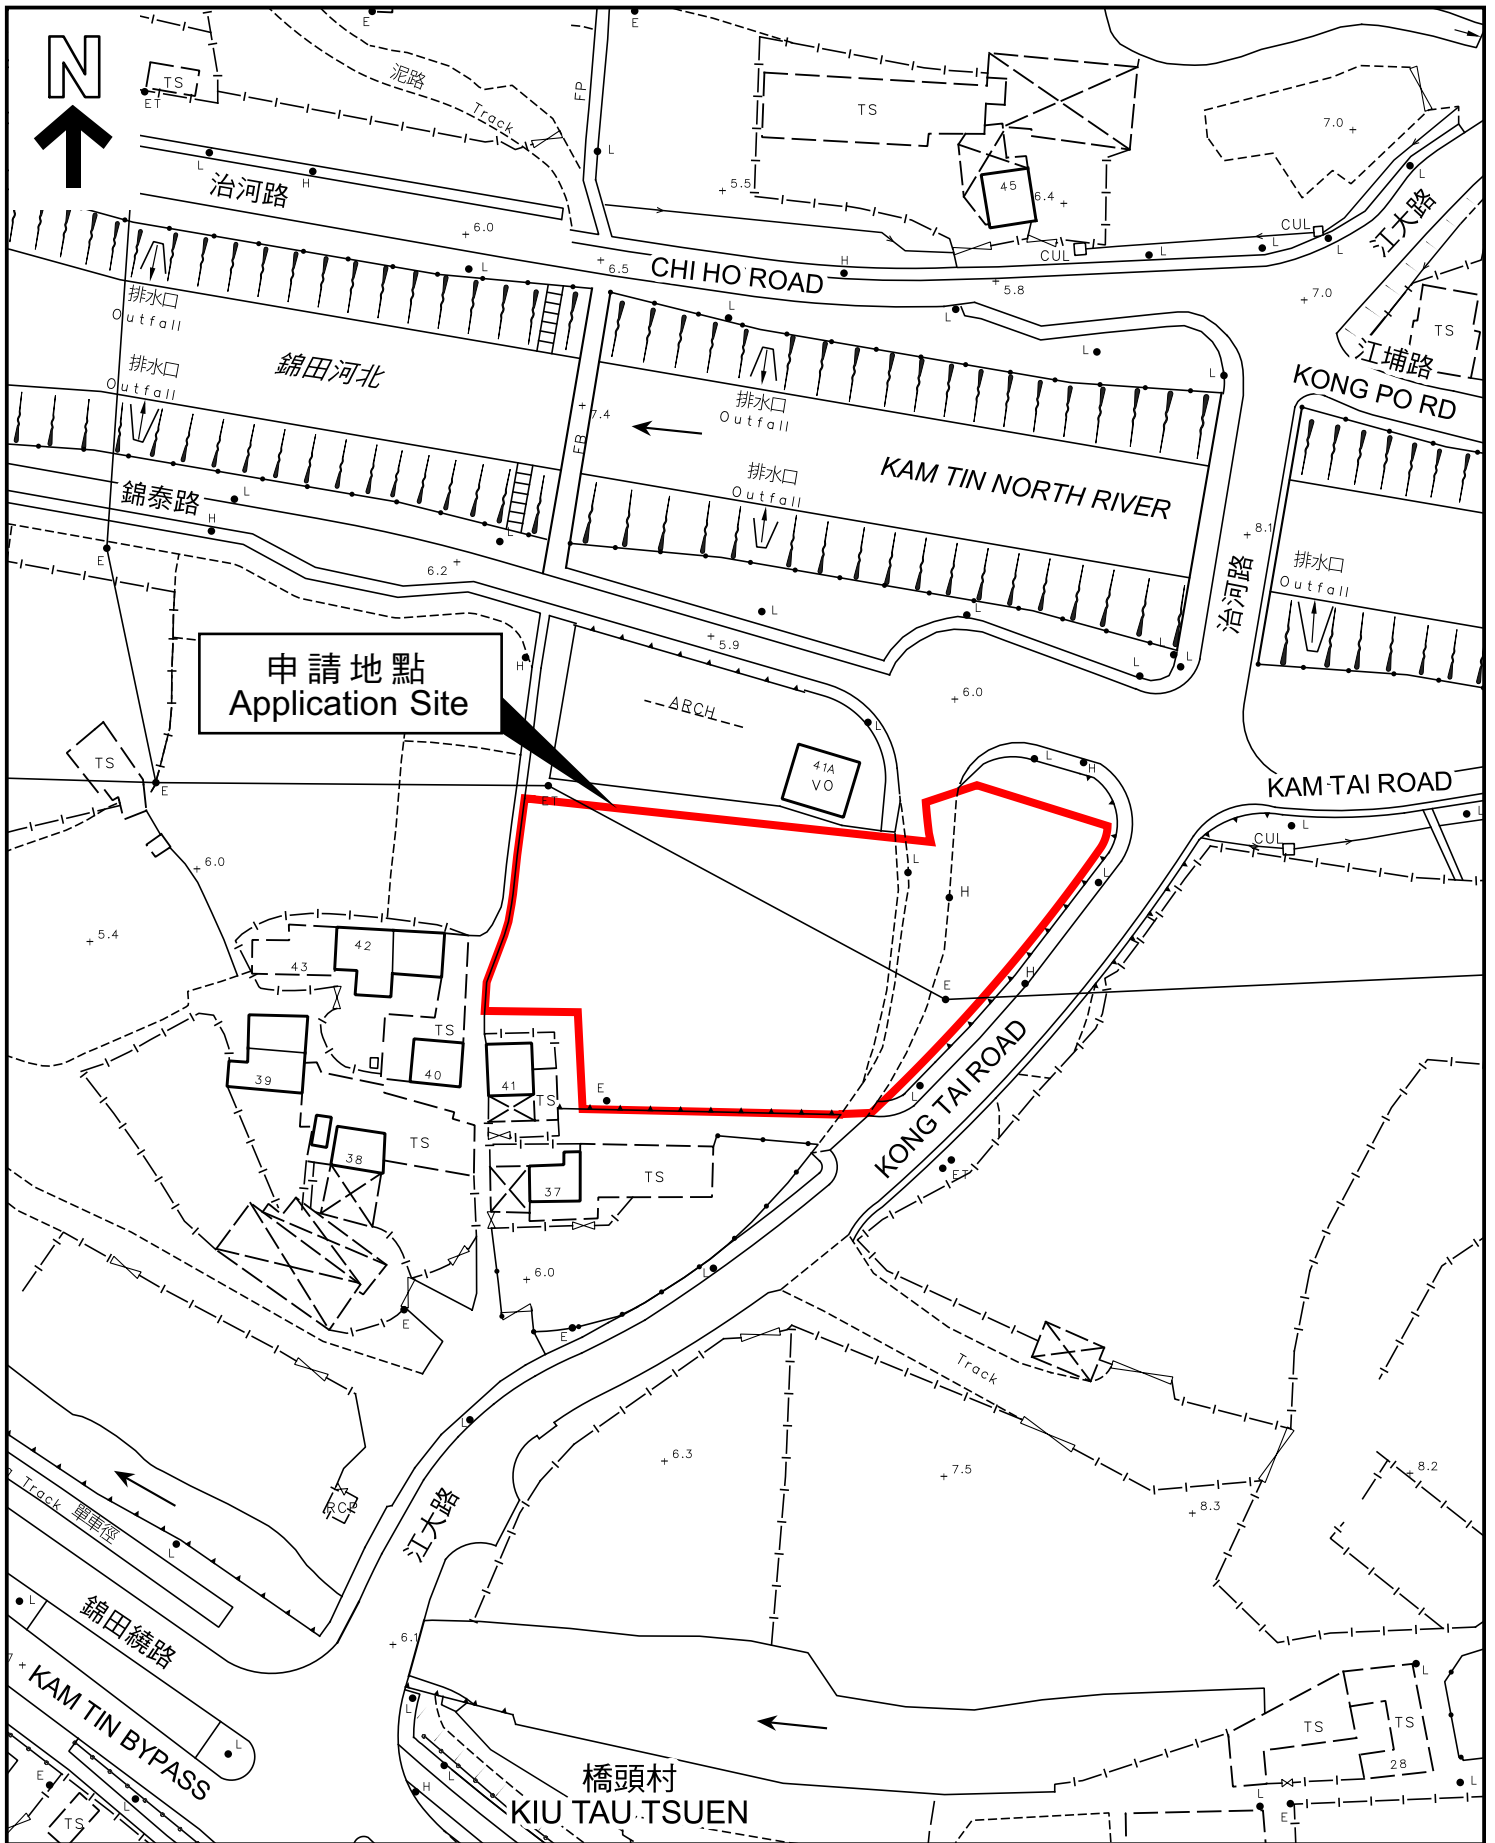 E
E
N
泥路
Track
TS
ET
FP
TS
7.0
L
L
H
治河路
L
5.5
45
6.4
L
江大路
CUL
CUL
6.0
6.5
CHI HO ROAD
H
L
L
L
5.8
7.0
L
排水口
Outfall
L
L
TS
錦田河北
排水口
Outfall
L
L
江埔路
KONG PO RD
7.4
FB
排水口
Outfall
KAM TIN NORTH RIVER
排水口
Outfall
錦泰路
L
H
L
8.1
排水口
Outfall
E
6.2
治河路
L
L
5.9
L
L
L
H
申請地點
Application Site
ARCH
6.0
L
L
H
TS
41A
VO
E
ET
KAM TAI ROAD
L
L
CUL
6.0
L
L
H
5.4
42
43
H
E
TS
39
40
41
TS
E
L
KONG TAI ROAD
38
TS
37
TS
ET
6.0
L
E
E
Track
L
6.3
7.5
8.2
8.3
RCP
Track
單車徑
江大路
L
L
錦田繞路
6.1
7
KAM TIN BYPASS
L
L
TS
TS
28
L
L
E
L
H
L
TS
橋頭村
KIU TAU TSUEN
L
E